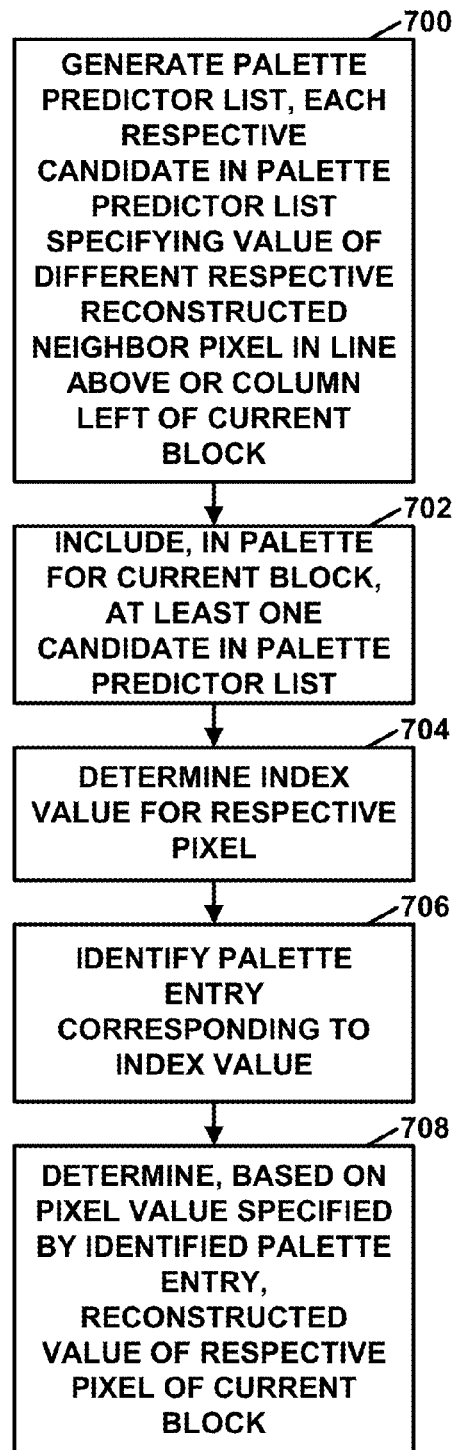 700
GENERATE PALETTE
PREDICTOR LIST, EACH
RESPECTIVE
CANDIDATE IN PALETTE
PREDICTOR LIST
SPECIFYING VALUE OF
DIFFERENT RESPECTIVE
RECONSTRUCTED
NEIGHBOR PIXEL IN LINE
ABOVE OR COLUMN
LEFT OF CURRENT
BLOCK
702
INCLUDE, IN PALETTE
FOR CURRENT BLOCK,
AT LEAST ONE
CANDIDATE IN PALETTE
PREDICTOR LIST
704
DETERMINE INDEX
VALUE FOR RESPECTIVE
PIXEL
706
IDENTIFY PALETTE
ENTRY
CORRESPONDING TO
INDEX VALUE
708
DETERMINE, BASED ON
PIXEL VALUE SPECIFIED
BY IDENTIFIED PALETTE
ENTRY,
RECONSTRUCTED
VALUE OF RESPECTIVE
PIXEL OF CURRENT
BLOCK